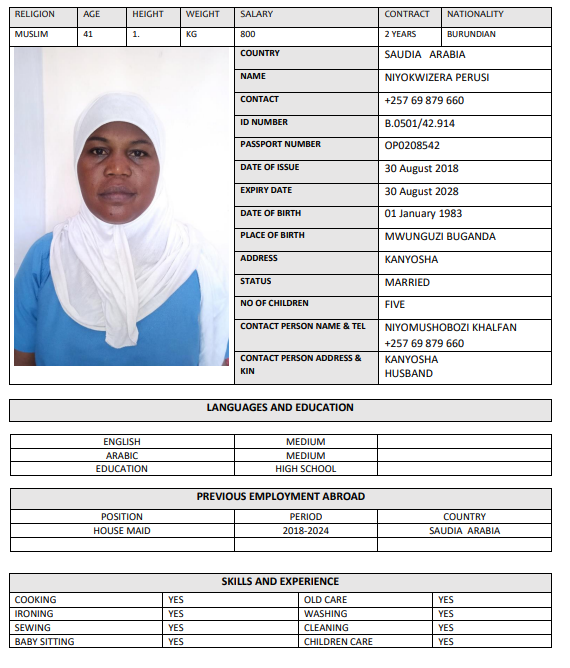 RELIGION AGE HEIGHT WEIGHT SALARY CONTRACT NATIONALITY
MUSLIM 41 1. KG 800 2 YEARS BURUNDIAN
COUNTRY SAUDIA ARABIA
NAME NIYOKWIZERA PERUSI
CONTACT +257 69 879 660
ID NUMBER B.0501/42.914
PASSPORT NUMBER OP0208542
DATE OF ISSUE 30 August 2018
EXPIRY DATE 30 August 2028
DATE OF BIRTH 01 January 1983
PLACE OF BIRTH MWUNGUZI BUGANDA
ADDRESS KANYOSHA
STATUS MARRIED
NO OF CHILDREN FIVE
CONTACT PERSON NAME & TEL NIYOMUSHOBOZI KHALFAN
+257 69 879 660
CONTACT PERSON ADDRESS & KANYOSHA
KIN HUSBAND
LANGUAGES AND EDUCATION
ENGLISH MEDIUM
ARABIC MEDIUM
EDUCATION HIGH SCHOOL
PREVIOUS EMPLOYMENT ABROAD
POSITION PERIOD COUNTRY
HOUSE MAID 2018-2024 SAUDIA ARABIA
SKILLS AND EXPERIENCE
COOKING YES OLD CARE YES
IRONING YES WASHING YES
SEWING YES CLEANING YES
BABY SITTING YES CHILDREN CARE YES